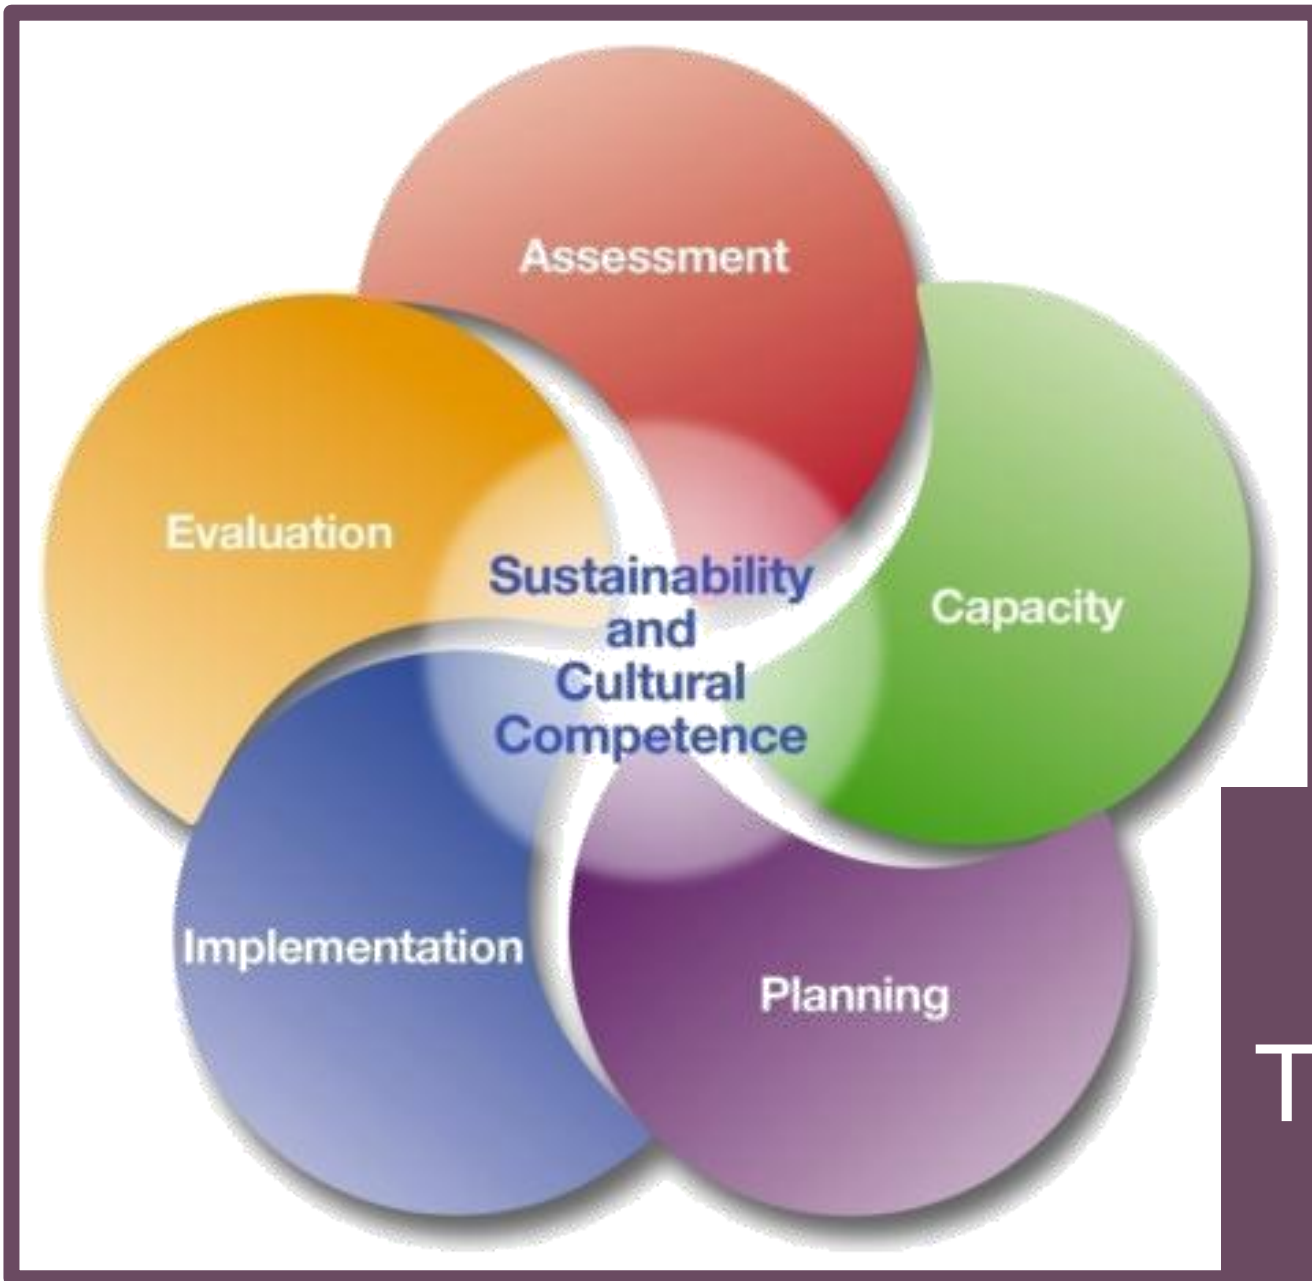 Assessment
Evaluation
Capacity
Sustainability
and
Cultural
Competence
Implementation
Planning
T